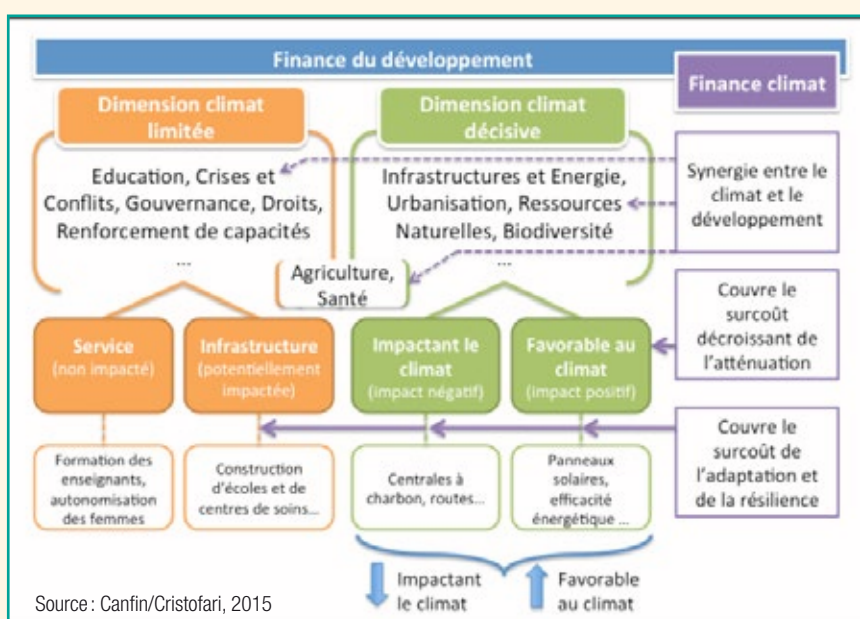 Finance du développement
Finance climat
Dimension climat
limitée
Dimension climat
décisive
Education, Crises et
Conflits, Gouvernance, Droits,
Renforcement de capacités
...
Infrastructures et Energie,
Urbanisation, Ressources
Naturelles, Biodiversité
...
Agriculture,
Santé
Synergie entre le
climat et le
développement
Couvre le
surcoût
décroissant de
l'atténuation
Service
(non impacté)
Infrastructure
(potentiellement
impactée)
Impactant le
climat
(impact négatif)
Favorable au
climat
(impact positif)
Couvre le
surcoût de
l'adaptation et
de la résilience
Formation des
enseignants,
autonomisation
des femmes
Construction
d'écoles et de
centres de soins...
Centrales à
charbon, routes...
Panneaux
solaires,
efficacité
énergétique ...
Impactant
le climat
Favorable
au climat
Source : Canfin/Cristofari, 2015